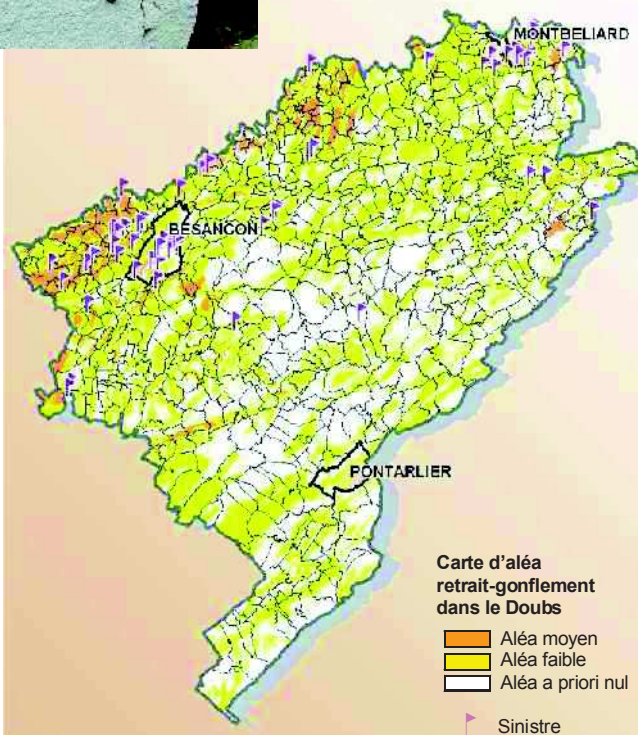 MONTBELIARD
BESANCON
PONTARLIER
Carte d'aléa
retrait-gonflement
dans le Doubs
Aléa moyen
Aléa faible
Aléa a priori nul
Sinistre